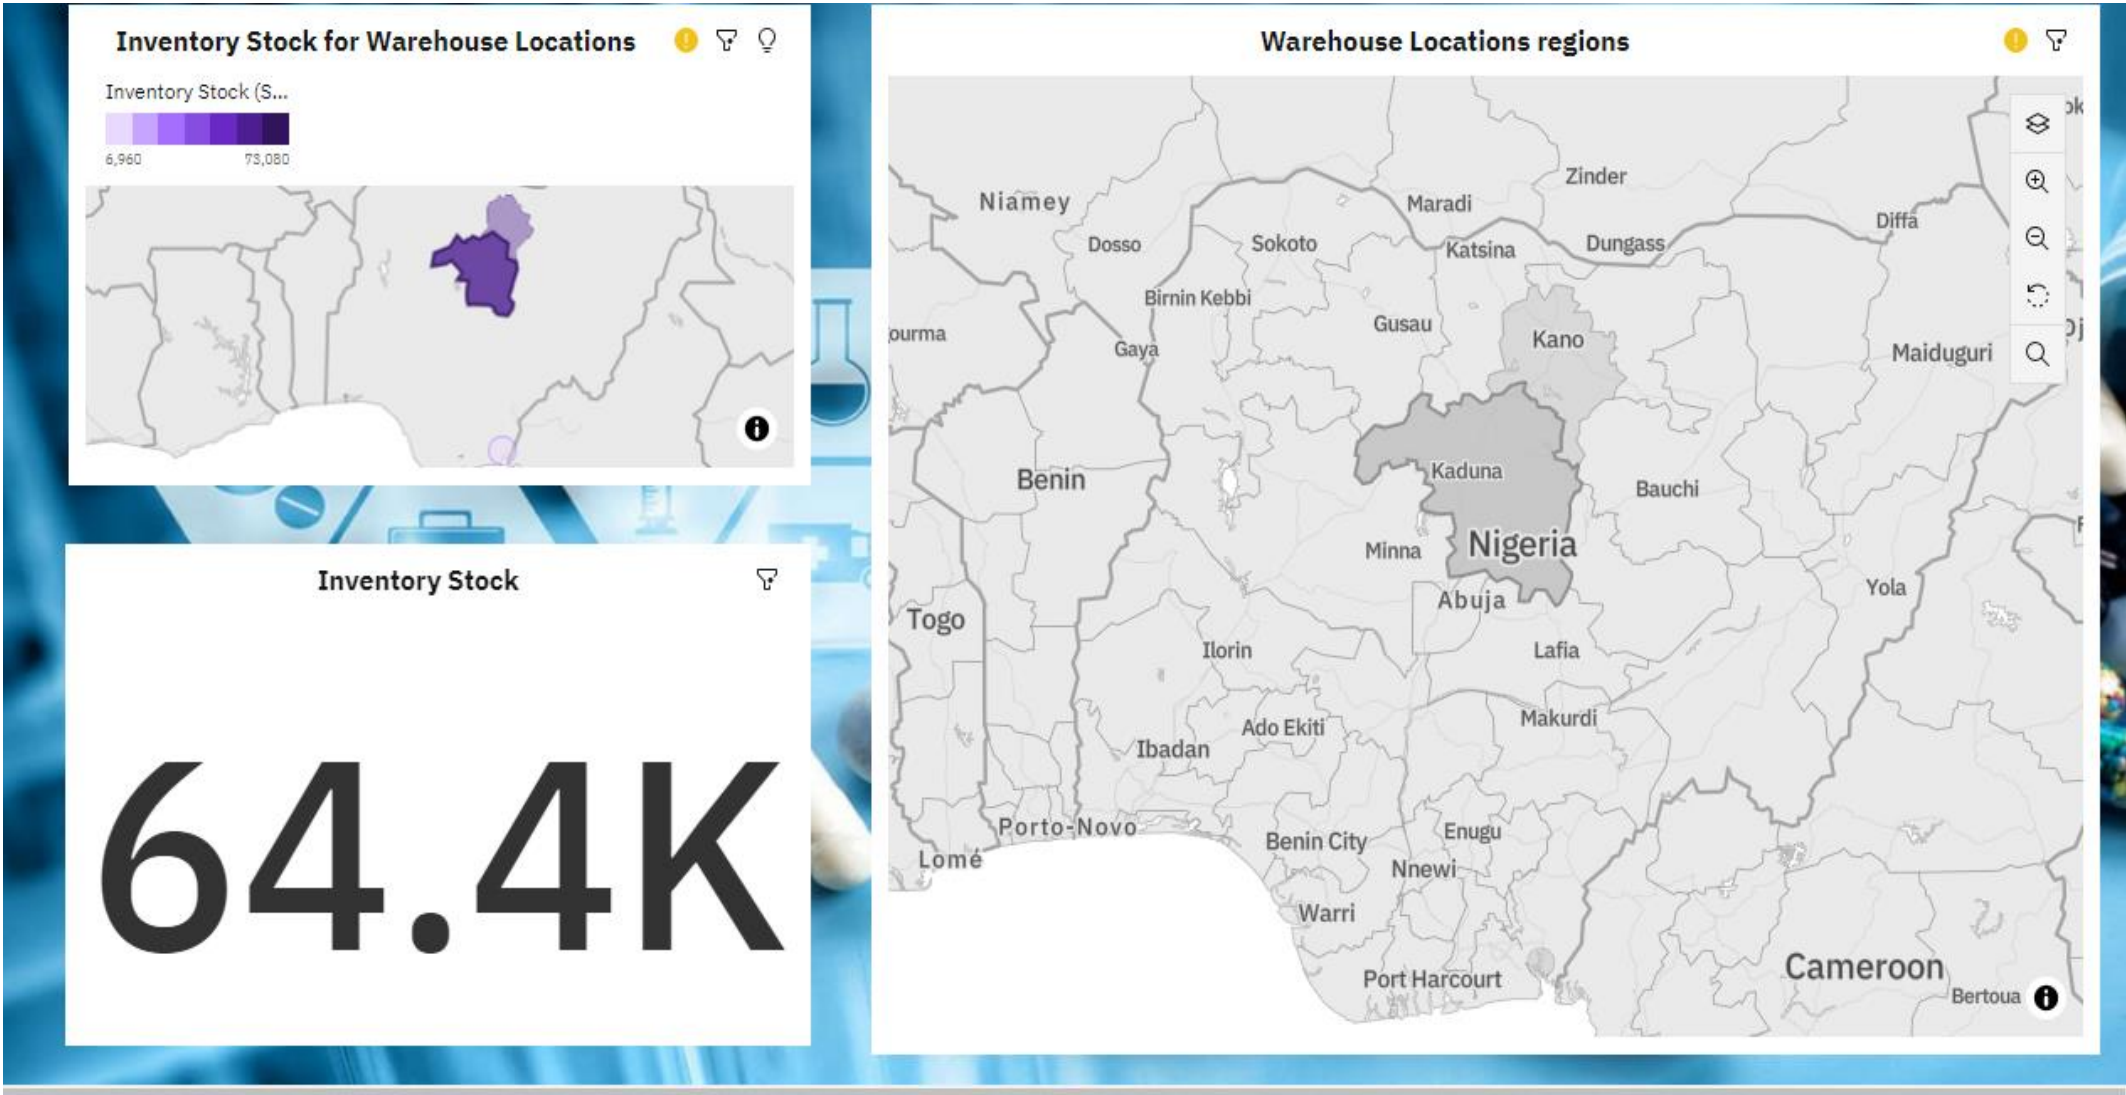 Inventory Stock for Warehouse Locations
Inventory Stock (S...
6,960
73,080
Inventory Stock
64.4K
Warehouse Locations regions
Niamey
Zinder
Maradi
Diffa
Dosso
Sokoto
Katsina
Dungass
Birnin Kebbi
Gusau
Kano
ourma
Gaya
Maiduguri
Kaduna
Benin
Bauchi
Minna
Nigeria
Abuja
Yola
Togo
Ilorin
Lafia
Makurdi
Ado Ekiti
Ibadan
Porto-Novo
Enugu
Benin City
Lomé
Nnewi
Warri
Port Harcourt
Cameroon
Bertoua